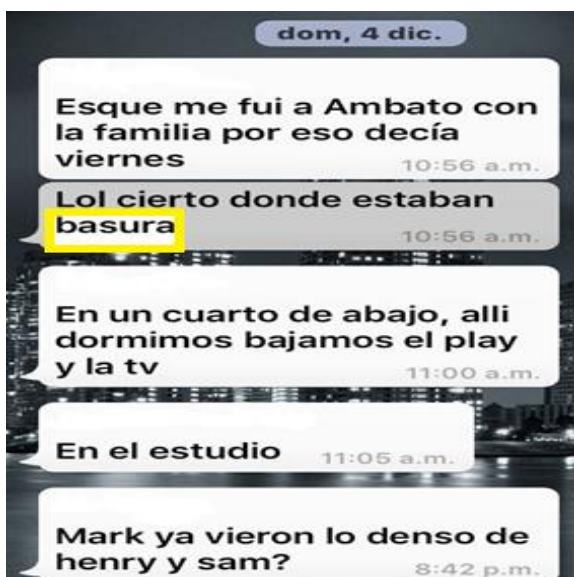 dom, 4 dic.
Esque me fui a Ambato con
la familia por eso decía
viernes
10:56 a.m.
Lol cierto donde estaban
basura
10:56 a.m.
En un cuarto de abajo, alli
dormimos bajamos el play
y la tv
11:00 a.m.
En el estudio
11:05 a.m.
Mark ya vieron lo denso de
henry y sam?
8:42 p.m.